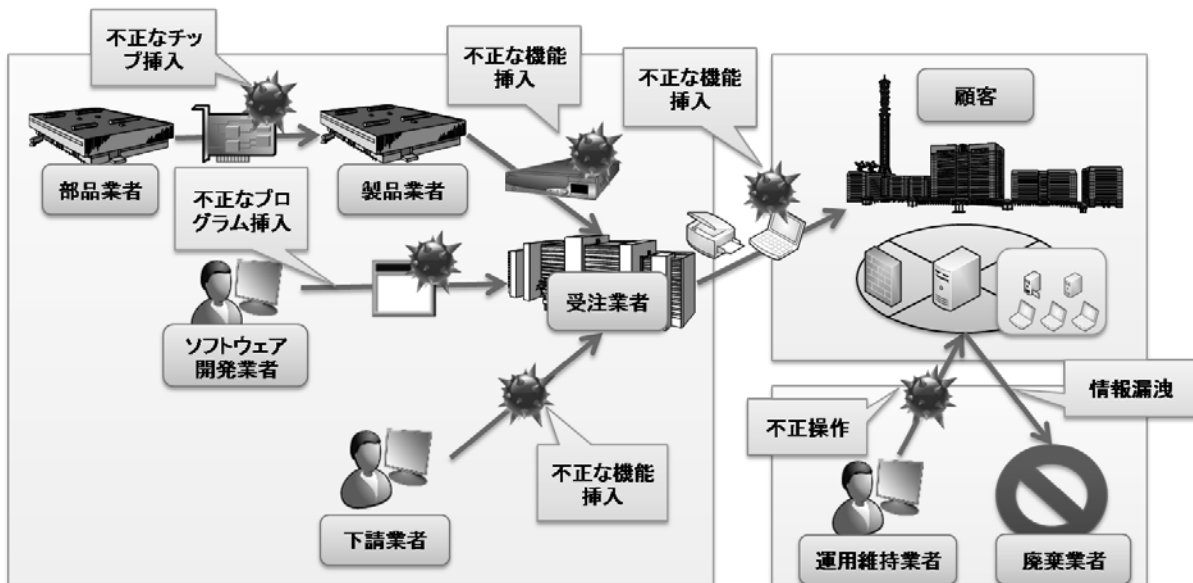 不正なチッ
プ挿入
不正な機能
挿入
不正な機能
挿入
顧客
部品業者
製品業者
不正なプロ
グラム挿入
受注業者
ソフトウェア
開発業者
不正操作
情報漏洩
不正な機能
挿入
下請業者
運用維持業者
廃棄業者